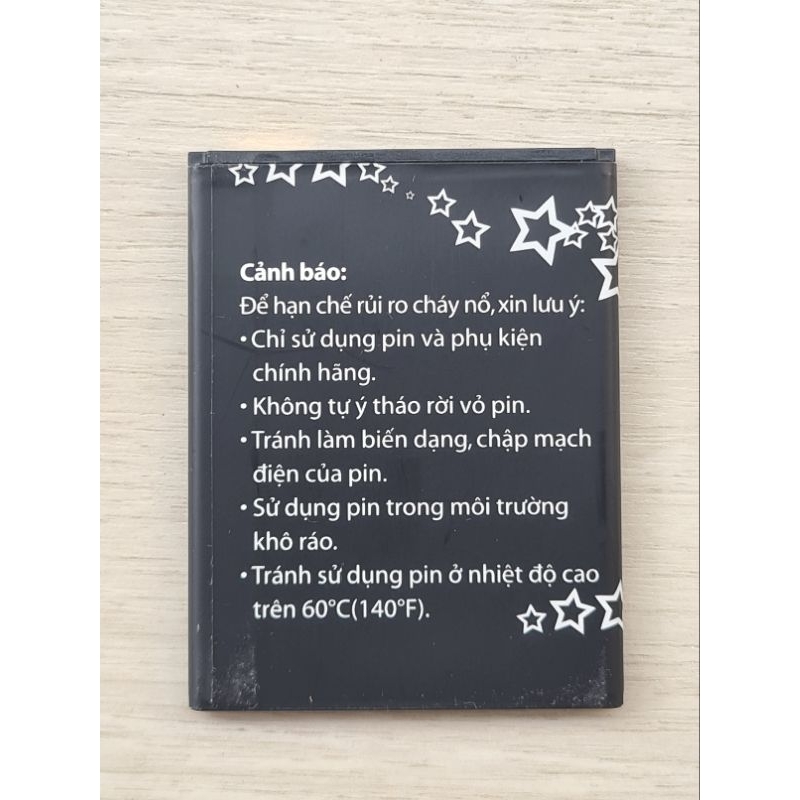 Cảnh báo:
Để hạn chế rủi ro cháy nổ, xin lưu ý:
• Chỉ sử dụng pin và phụ kiện
chính hãng.
• Không tự ý tháo rời vỏ pin.
• Tránh làm biến dạng, chập mạch
điện của pin.
• Sử dụng pin trong môi trường
khô ráo.
• Tránh sử dụng pin ở nhiệt độ cao
trên 60°C(140°F).